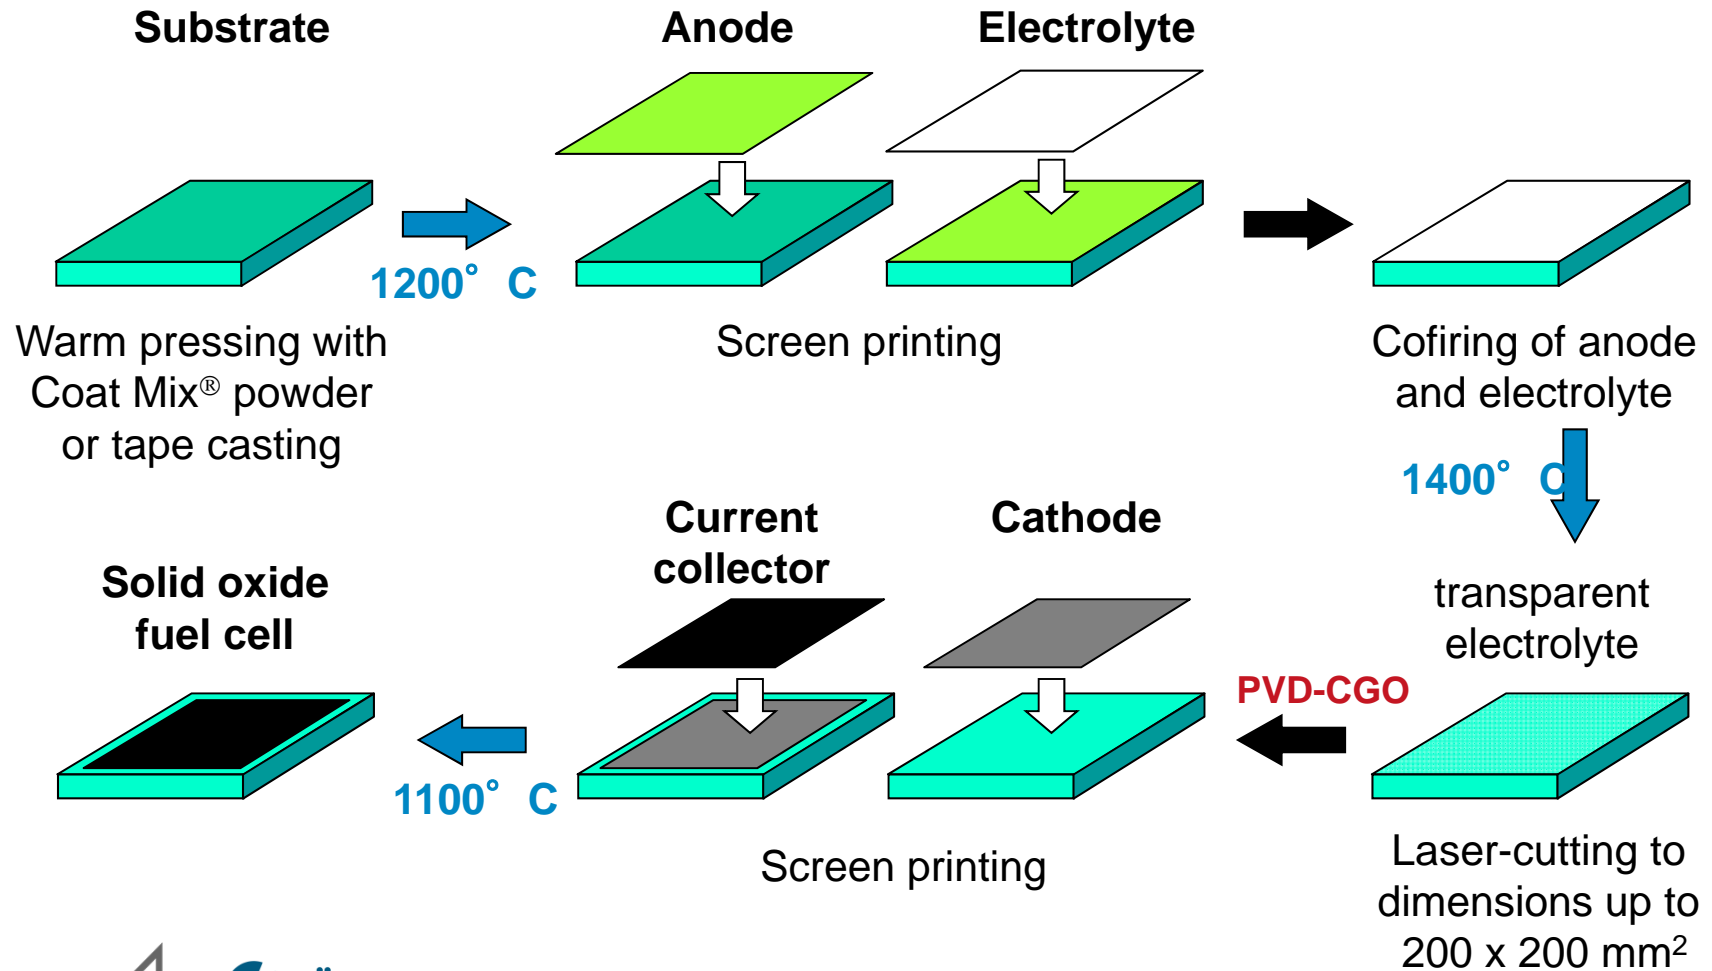 Substrate
Anode
Electrolyte
1200° C
Warm pressing with
Coat Mix® powder
or tape casting
Screen printing
Cofiring of anode
and electrolyte
1400° C
transparent
electrolyte
Laser-cutting to
dimensions up to
200 x 200 mm²
PVD-CGO
Cathode
Current
collector
Screen printing
1100° C
Solid oxide
fuel cell